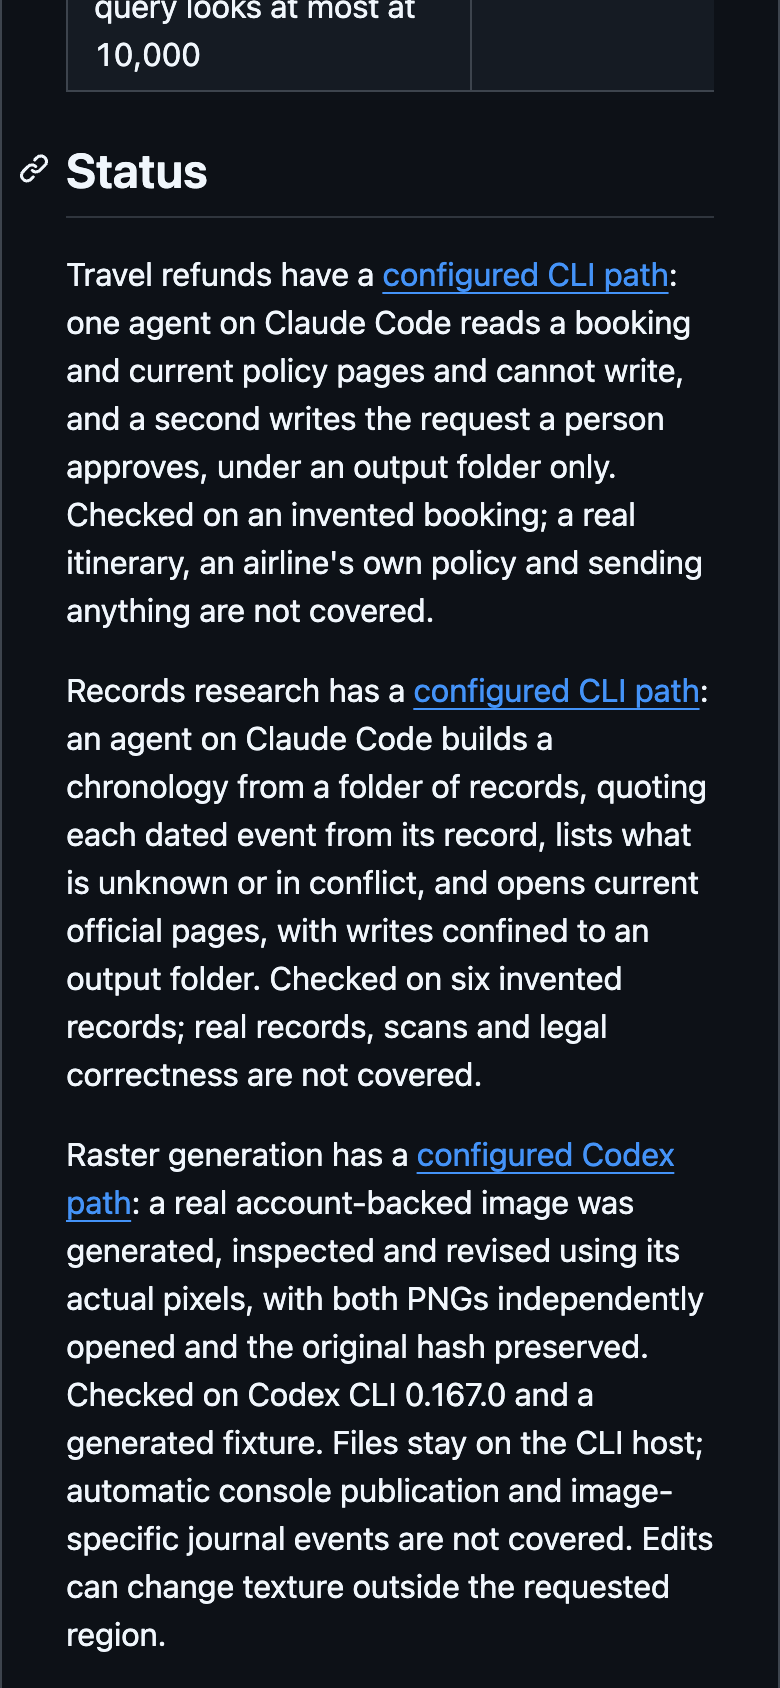 query looks at most at
10,000
Status
Travel refunds have a configured CLI path:
one agent on Claude Code reads a booking
and current policy pages and cannot write,
and a second writes the request a person
approves, under an output folder only.
Checked on an invented booking; a real
itinerary, an airline's own policy and sending
anything are not covered.
Records research has a configured CLI path:
an agent on Claude Code builds a
chronology from a folder of records, quoting
each dated event from its record, lists what
is unknown or in conflict, and opens current
official pages, with writes confined to an
output folder. Checked on six invented
records; real records, scans and legal
correctness are not covered.
Raster generation has a configured Codex
path: a real account-backed image was
generated, inspected and revised using its
actual pixels, with both PNGs independently
opened and the original hash preserved.
Checked on Codex CLI 0.167.0 and a
generated fixture. Files stay on the CLI host;
automatic console publication and image-
specific journal events are not covered. Edits
can change texture outside the requested
region.